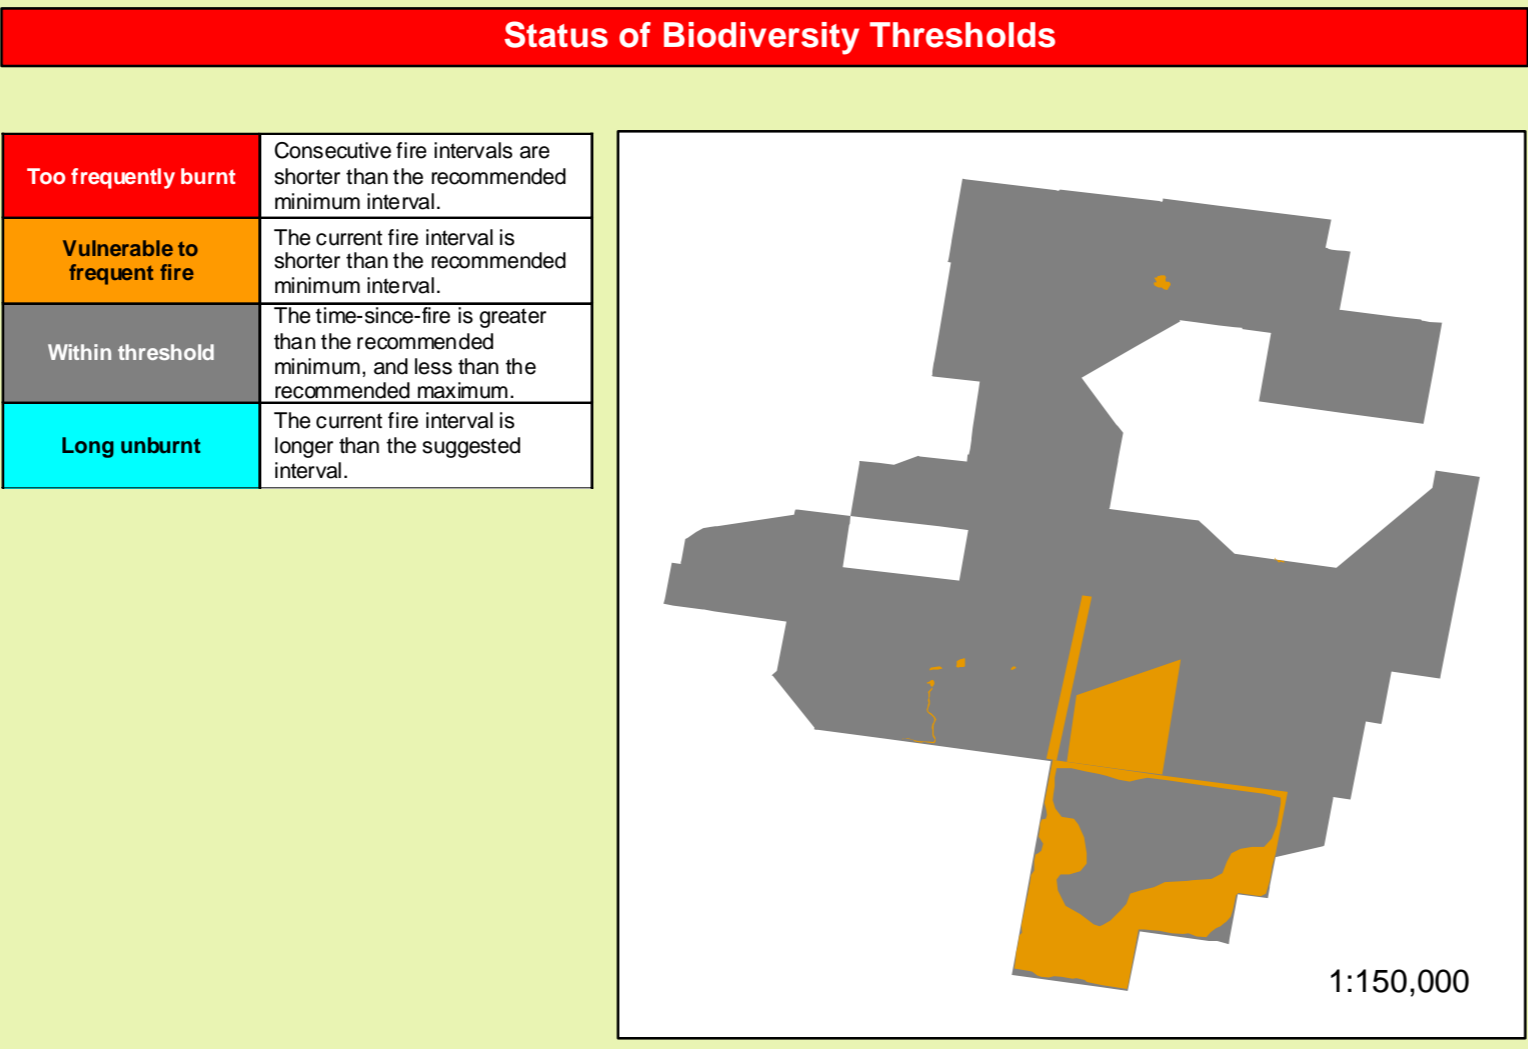 Status of Biodiversity Thresholds
Too frequently burnt
Consecutive fire intervals are
shorter than the recommended
minimum interval.
Vulnerable to
frequent fire
The current fire interval is
shorter than the recommended
minimum interval.
Within threshold
The time-since-fire is greater
than the recommended
minimum, and less than the
recommended maximum.
Long unburnt
The current fire interval is
longer than the suggested
interval.
1:150,000